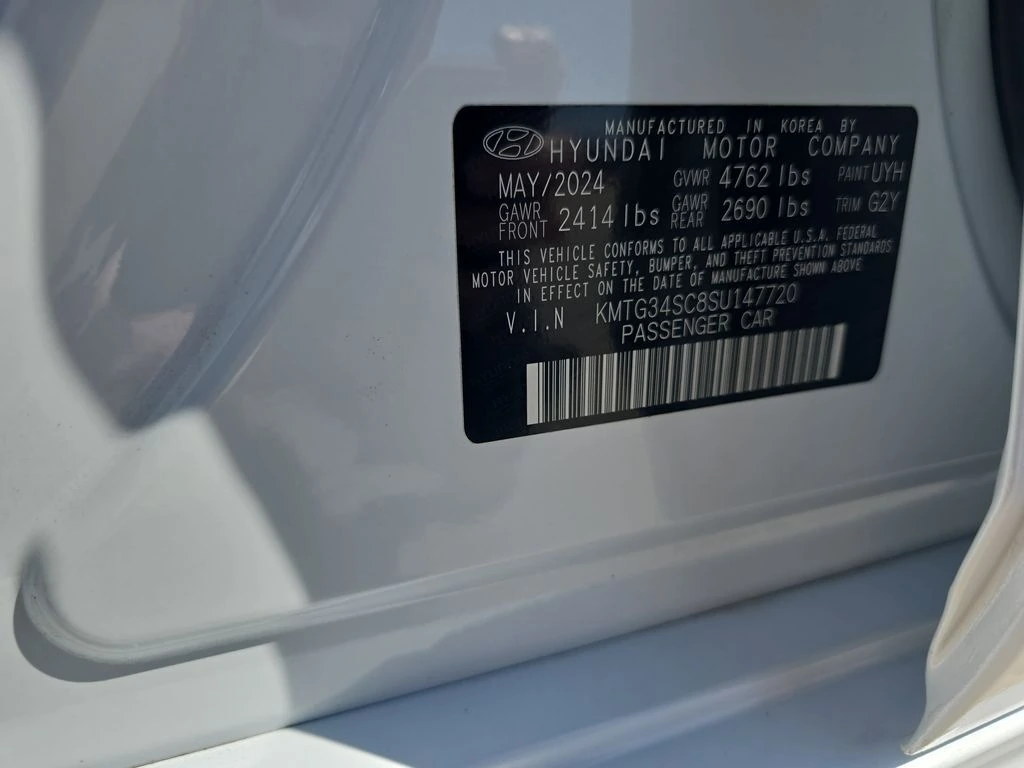 MANUFACTURED IN KOREA BY
HYUNDAI MOTOR COMPANY
MAY/2024 GVWR 4762 lbs PAINT UYH
GAWR FRONT 2414 lbs GAWR REAR 2690 lbs TRIM G2Y
THIS VEHICLE CONFORMS TO ALL APPLICABLE U.S.A. FEDERAL
MOTOR VEHICLE SAFETY, BUMPER, AND THEFT PREVENTION STANDARDS
IN EFFECT ON THE DATE OF MANUFACTURE SHOWN ABOVE
V.I.N KMTG34SC8SU147720
PASSENGER CAR